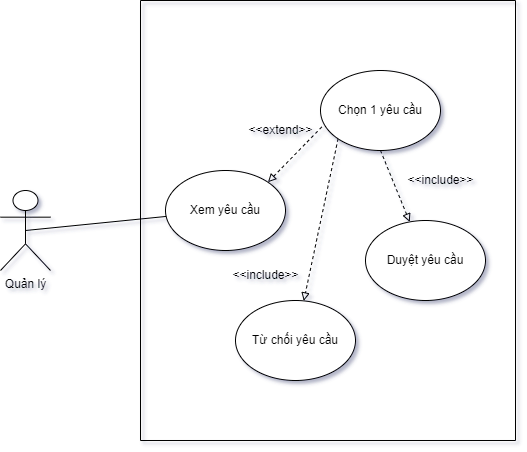 Chọn 1 yêu cầu
<<extend>>
<<include>>
Xem yêu cầu
Duyệt yêu cầu
<<include>>
Quản lý
Từ chối yêu cầu